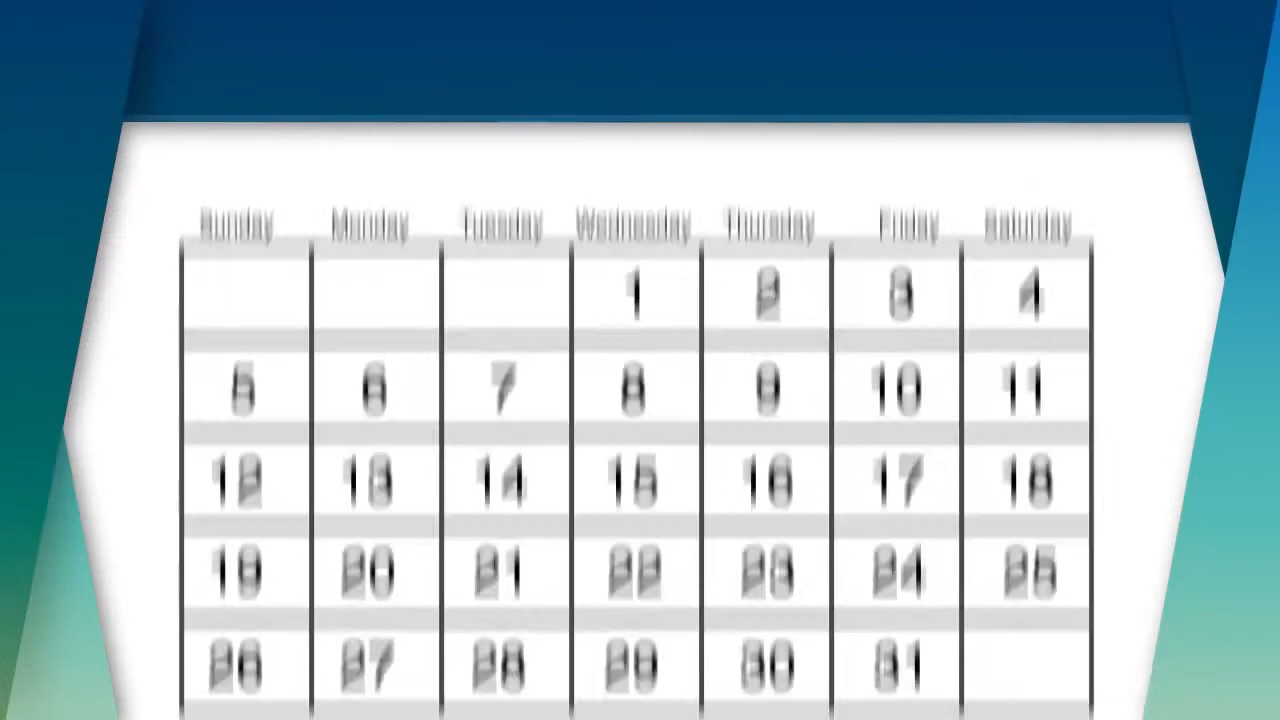 Sunday Monday Tuesday Wednesday Thursday Friday Saturday
1 2 3 4
5 6 7 8 9 10 11
12 13 14 15 16 17 18
19 20 21 22 23 24 25
26 27 28 29 30 31